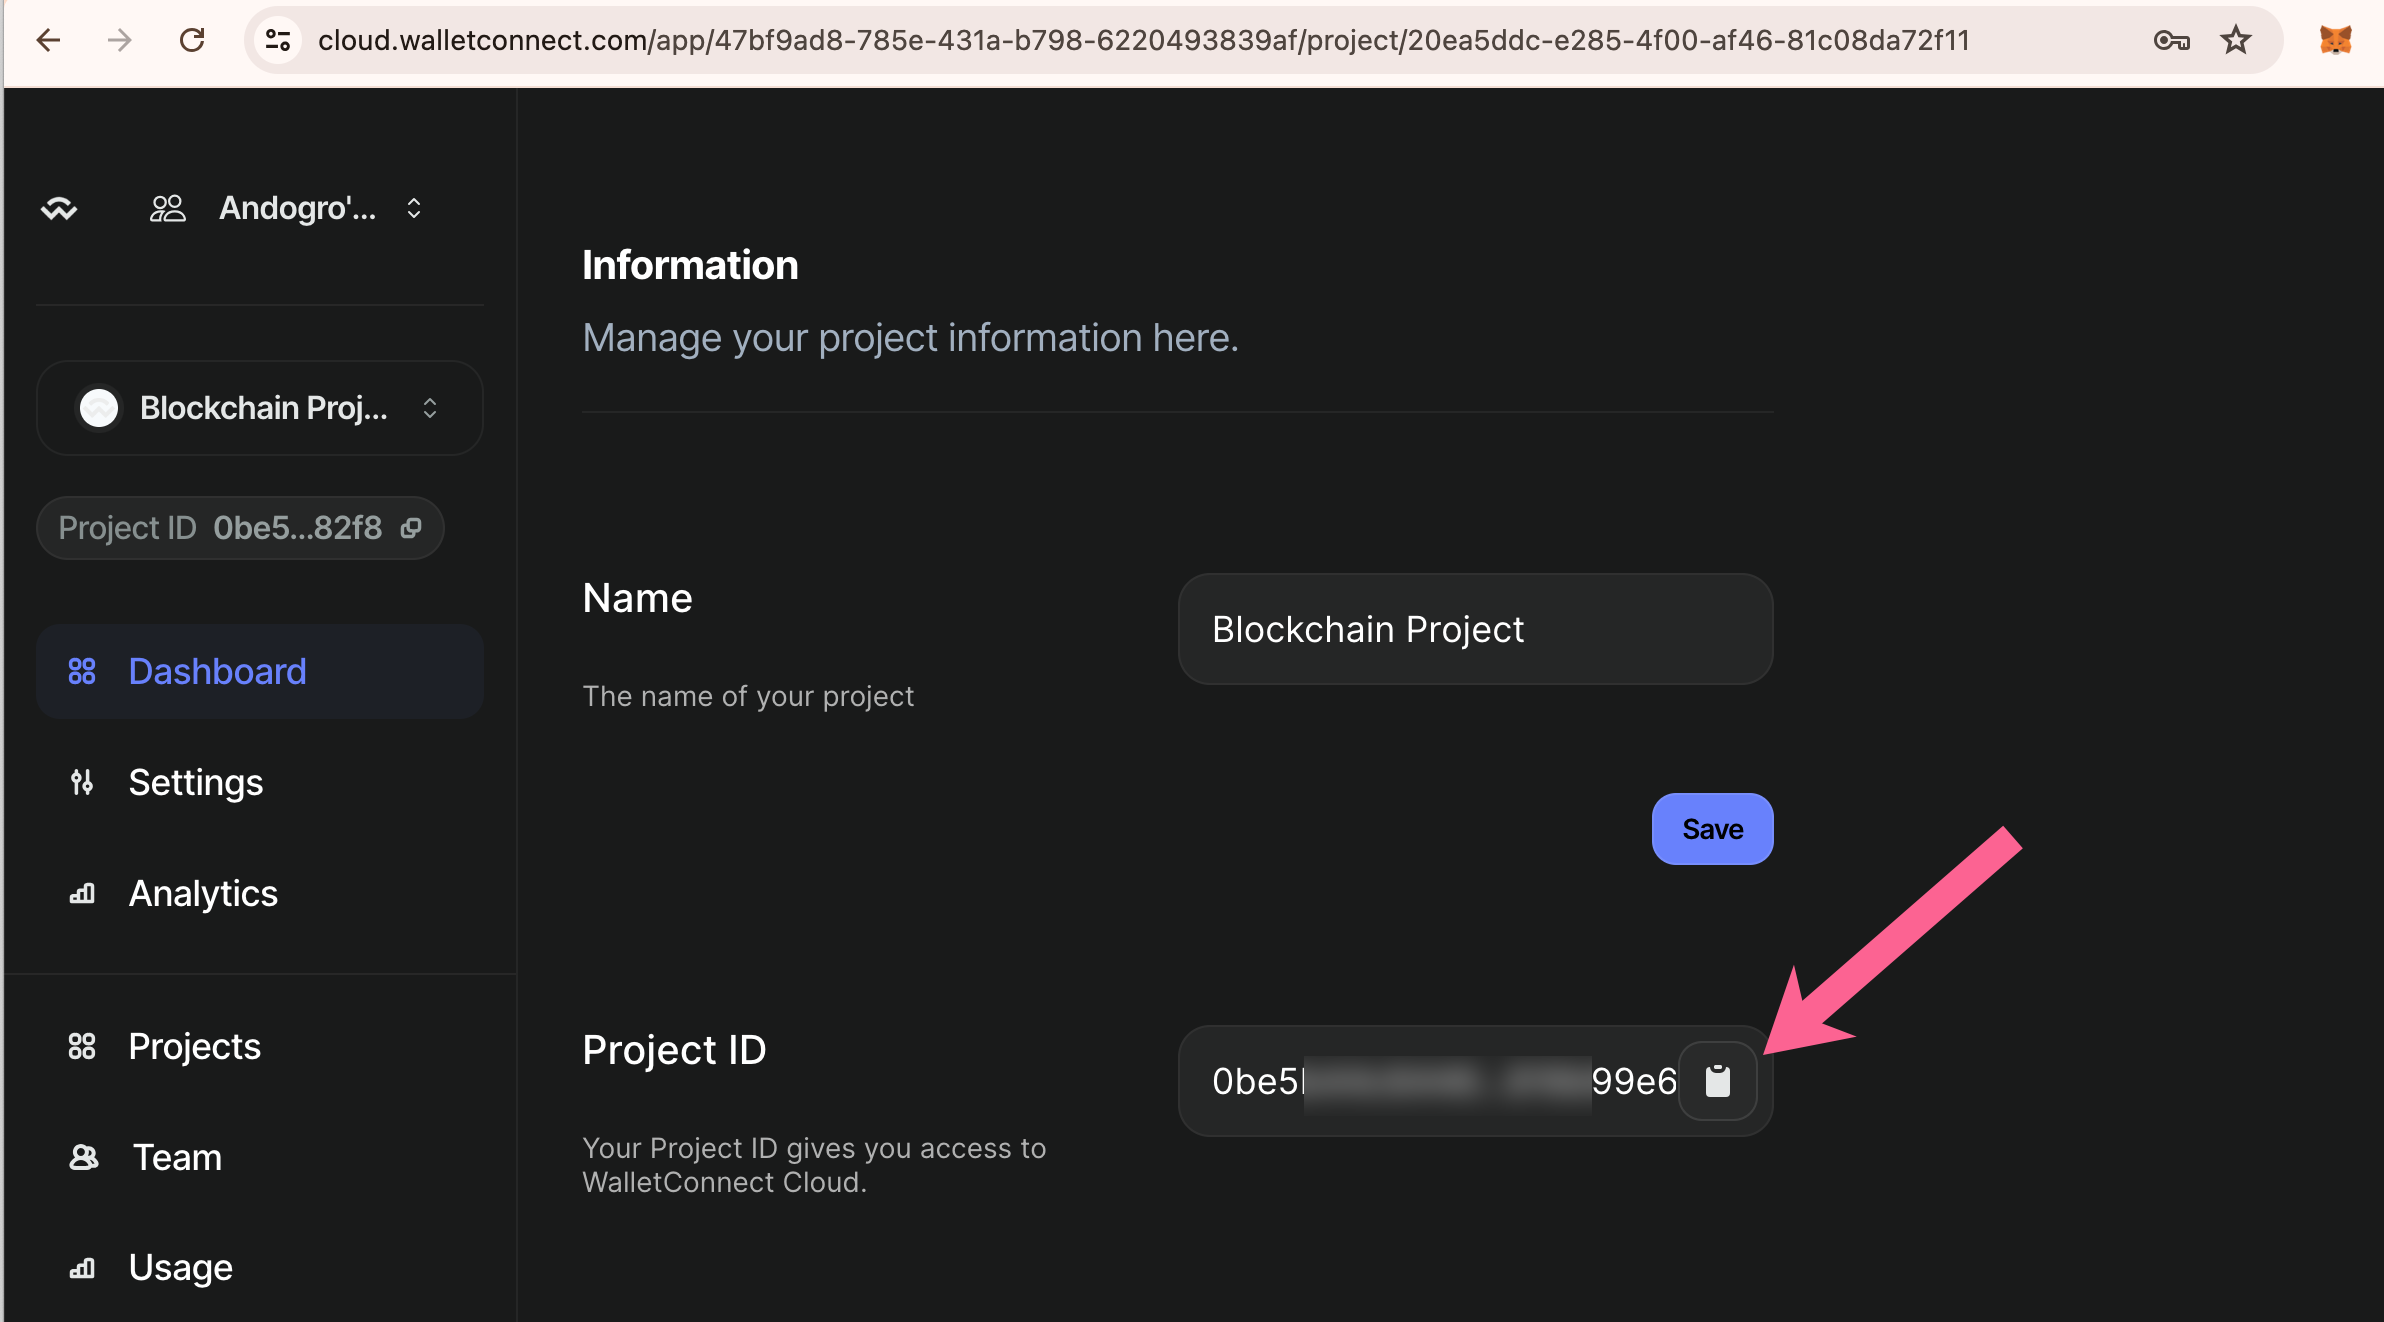 cloud.walletconnect.com/app/47bf9ad8-785e-431a-b798-6220493839af/project/20ea5ddc-e285-4f00-af46-81c08da72f11
Andogro'...
Blockchain Proj...
Project ID 0be5...82f8
Dashboard
Settings
Analytics
Projects
Team
Usage
Information
Manage your project information here.
Name
Blockchain Project
The name of your project
Save
Project ID
0be5 99e6
Your Project ID gives you access to
WalletConnect Cloud.